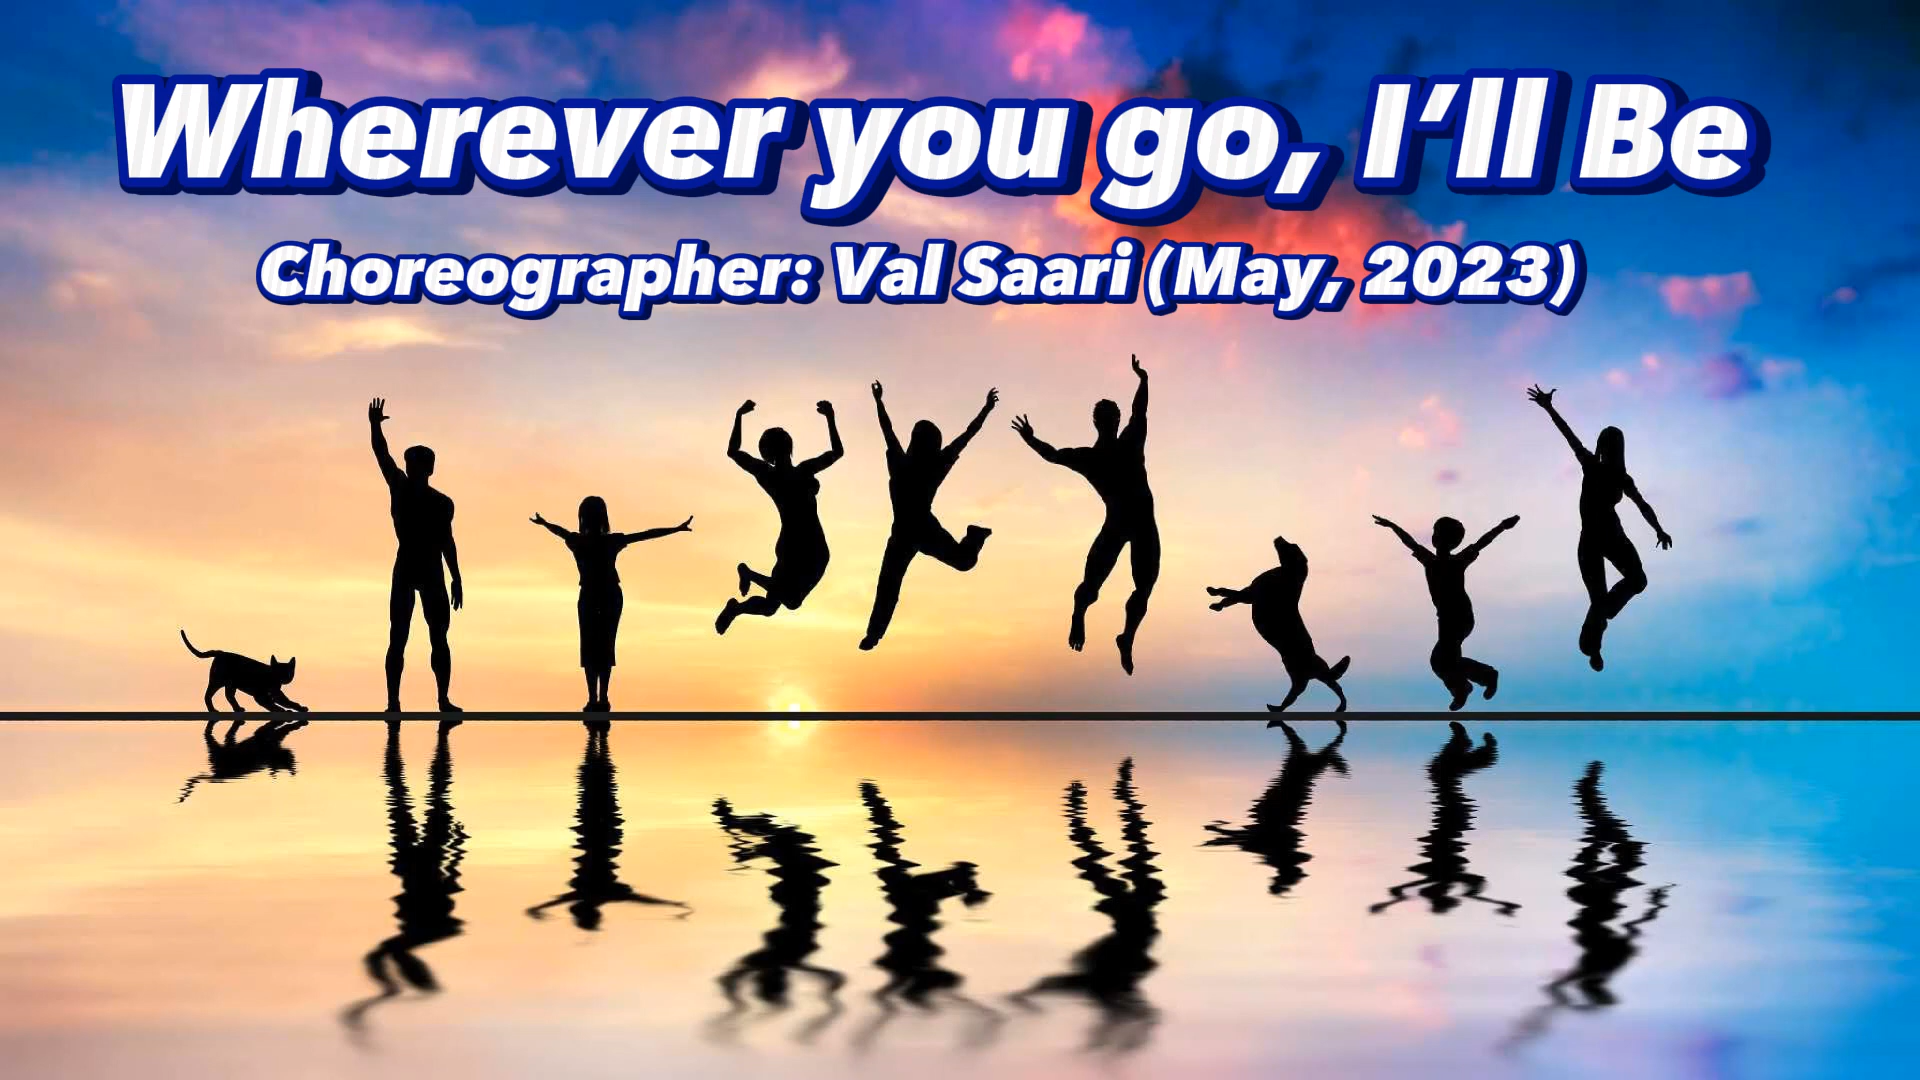 Wherever you go, I’ll Be
Choreographer: Val Saari (May, 2023)